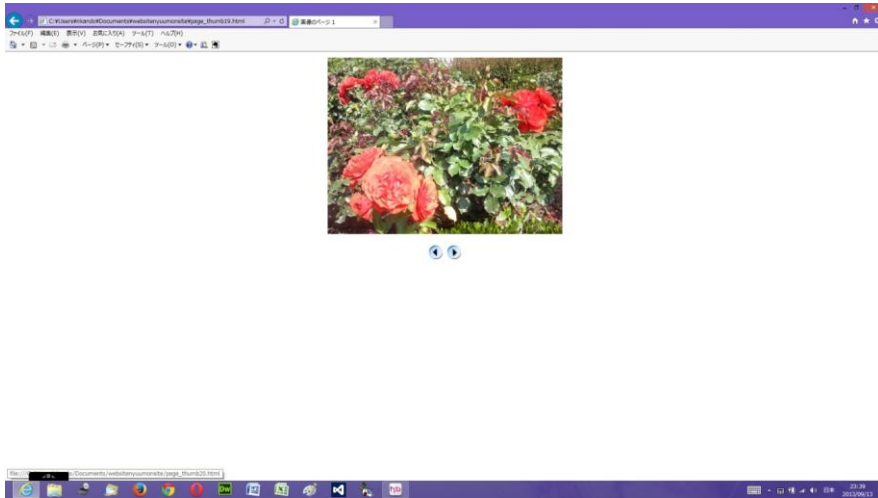 C:¥Users¥nkando¥Documents¥websitenyuumonsite¥page_thumb19.html
画像のページ 1
ファイル(F) 編集(E) 表示(V) お気に入り(A) ツール(T) ヘルプ(H)
ページ(P) セーフティ(S) ツール(O)
file:/// /Documents/websitenyuumonsite/page_thumb20.html
Dw
23:39
2013/09/13